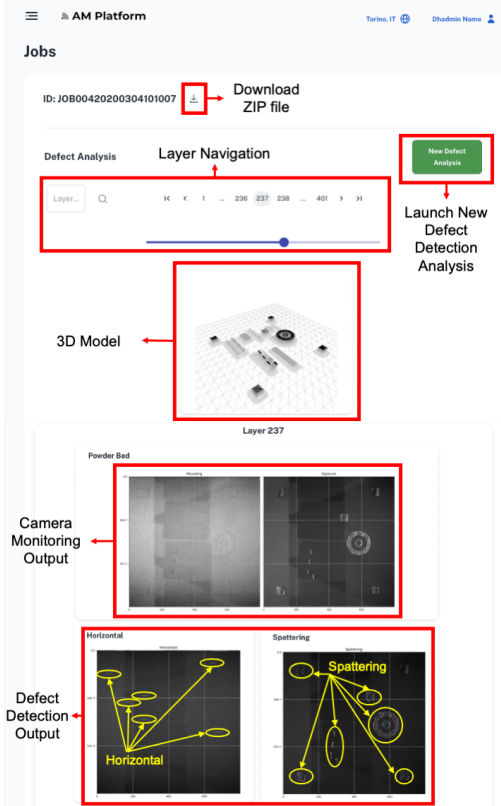 AM Platform
Torino, IT
Dhadmin Name
Jobs
ID: JOB00420200304101007
Download
ZIP file
Defect Analysis
Layer Navigation
New Defect
Analysis
Layer...
1 ... 236 237 238 ... 401
Launch New
Defect
Detection
Analysis
3D Model
Layer 237
Powder Bed
Recoating
Exposure
Camera
Monitoring
Output
Horizontal
Spattering
Horizontal
Spattering
Spattering
Defect
Detection
Output
Horizontal